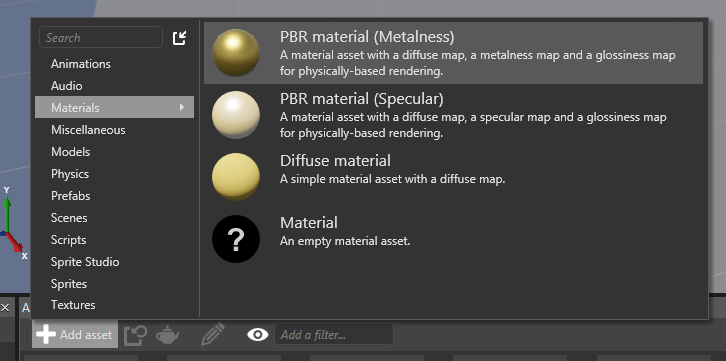 Search
Animations
Audio
Materials
Miscellaneous
Models
Physics
Prefabs
Scenes
Scripts
Sprite Studio
Sprites
Textures
PBR material (Metalness)
A material asset with a diffuse map, a metalness map and a glossiness map
for physically-based rendering.
PBR material (Specular)
A material asset with a diffuse map, a specular map and a glossiness map
for physically-based rendering.
Diffuse material
A simple material asset with a diffuse map.
?
Material
An empty material asset.
Y
X
A
Add asset
Add a filter...